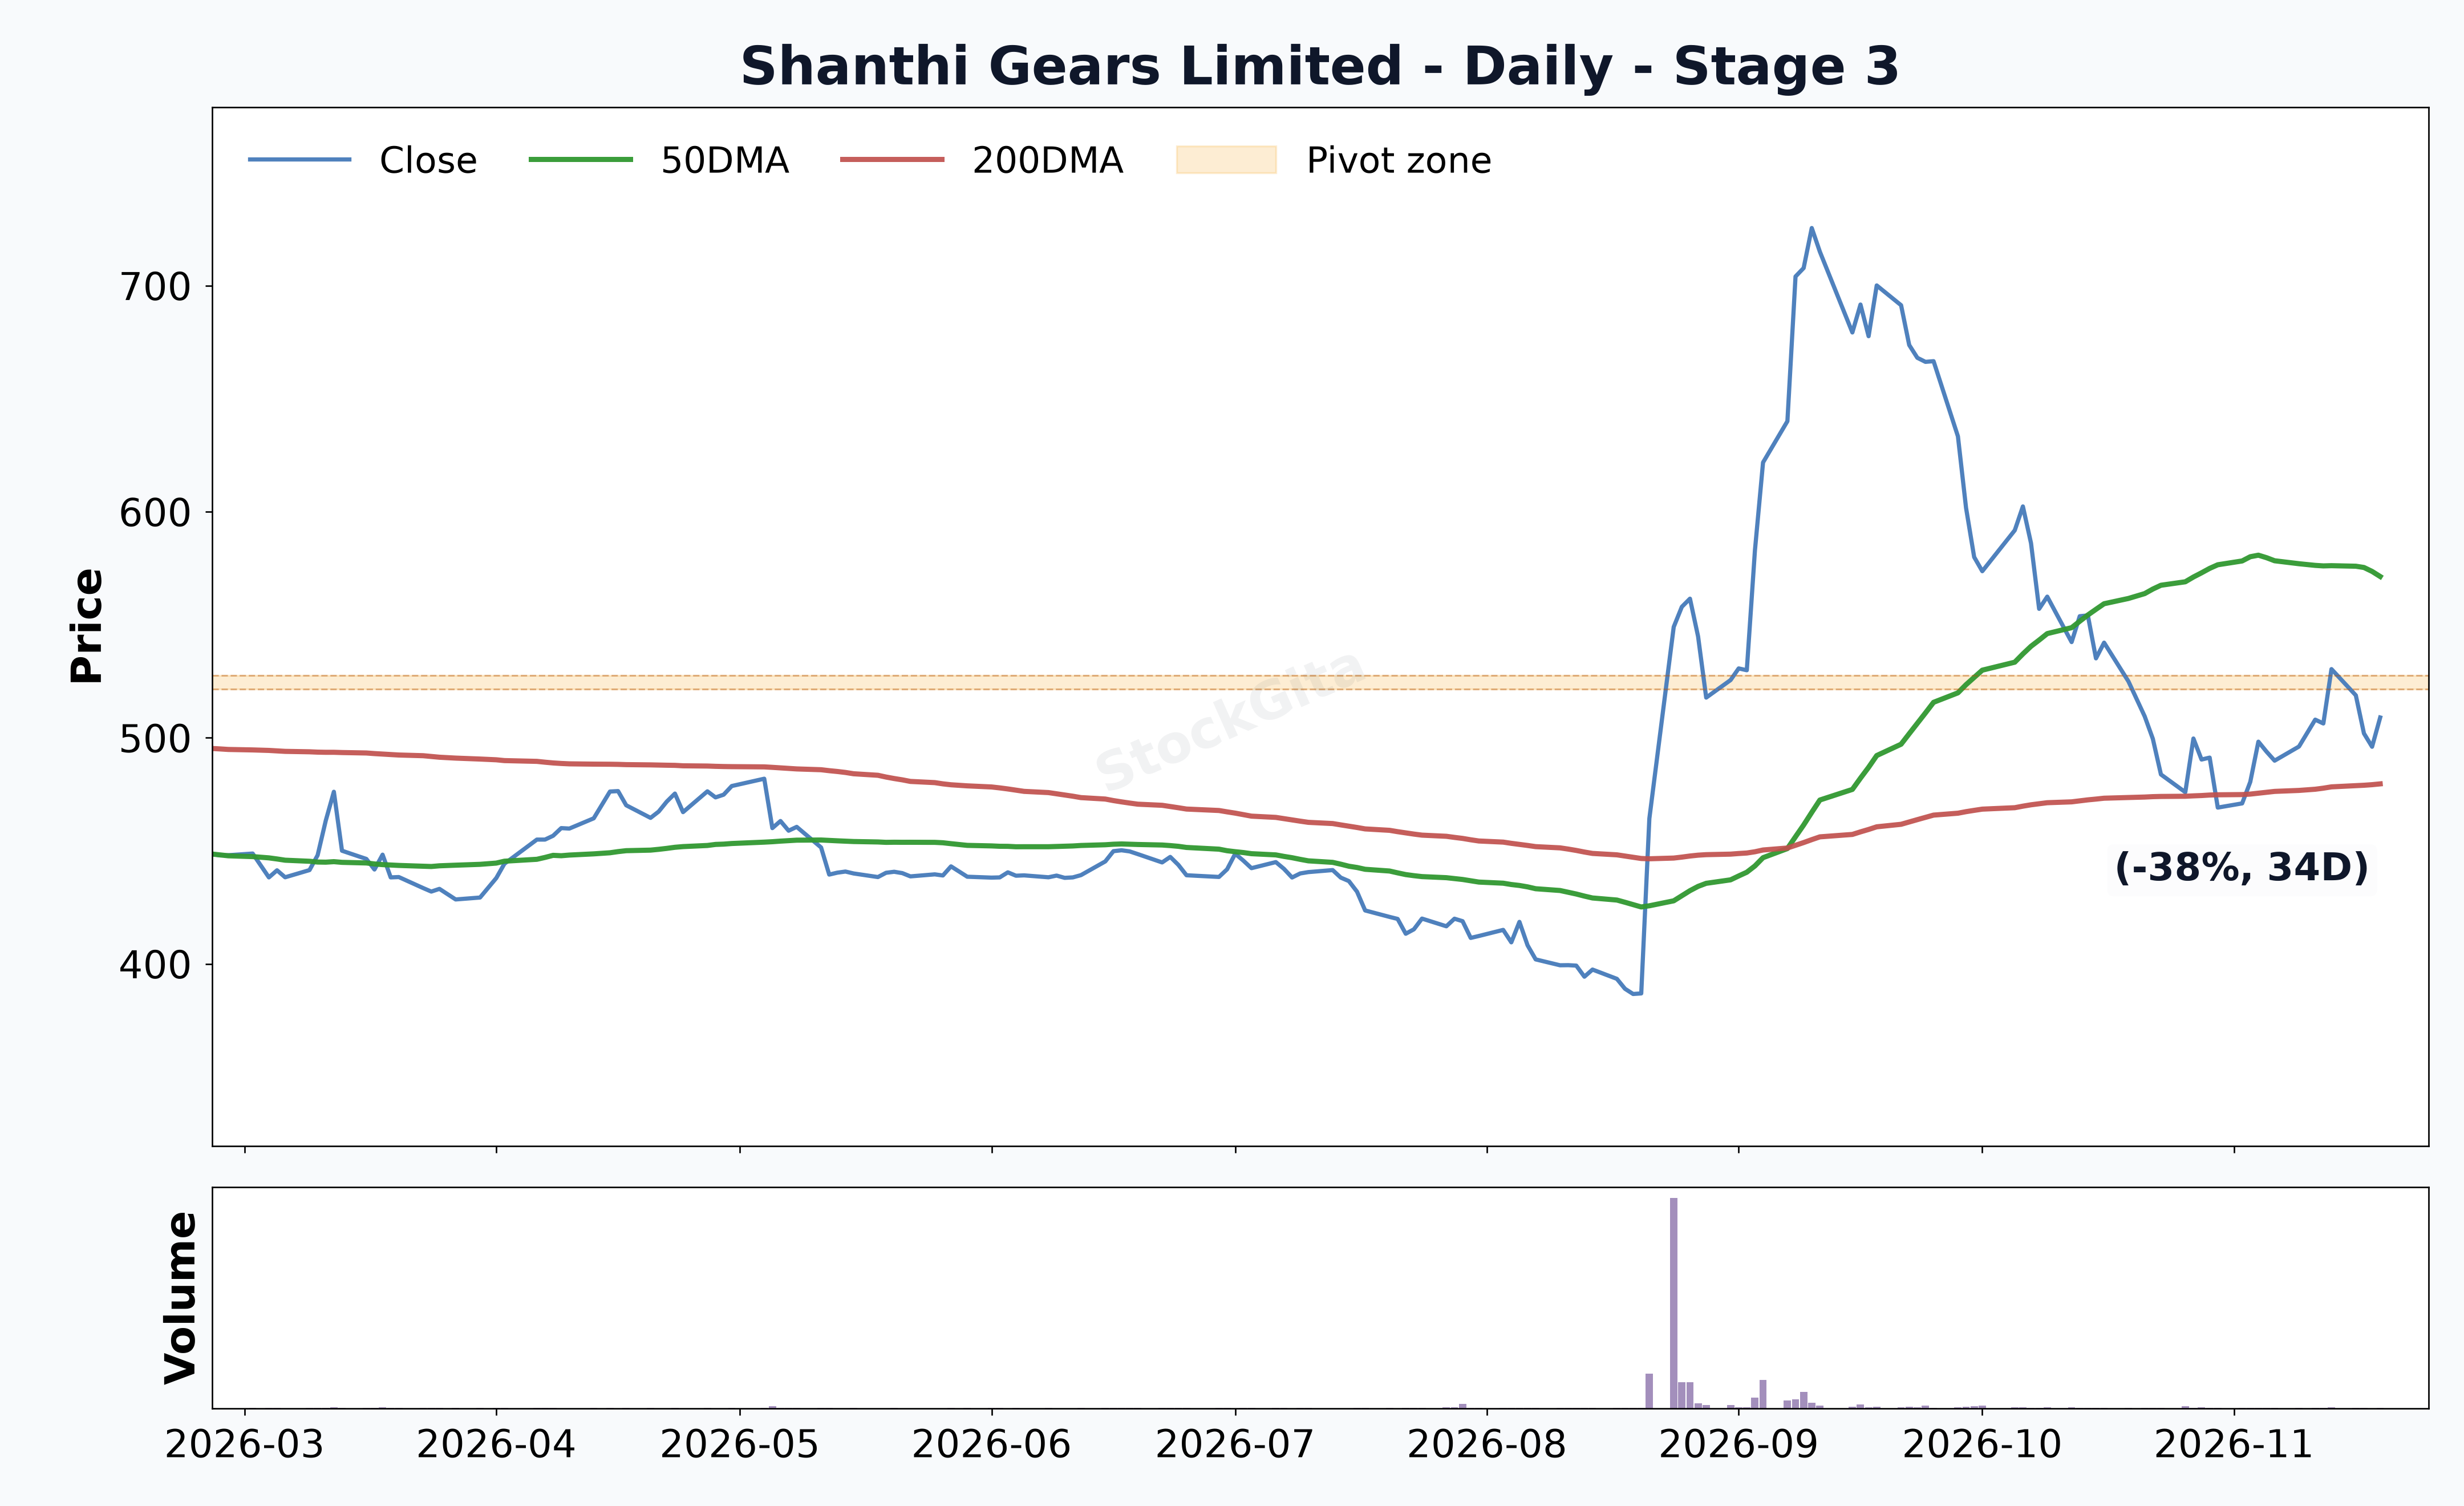 Shanthi Gears Limited - Daily - Stage 3
Close 50DMA 200DMA Pivot zone
700
600
500
400
Price
StockGita
(-38%, 34D)
Volume
2026-03 2026-04 2026-05 2026-06 2026-07 2026-08 2026-09 2026-10 2026-11